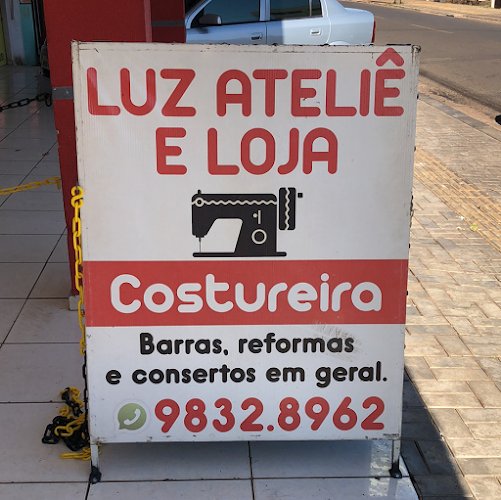 LUZ ATELIÊ
E LOJA
Costureira
Barras, reformas
e consertos em geral.
9832.8962